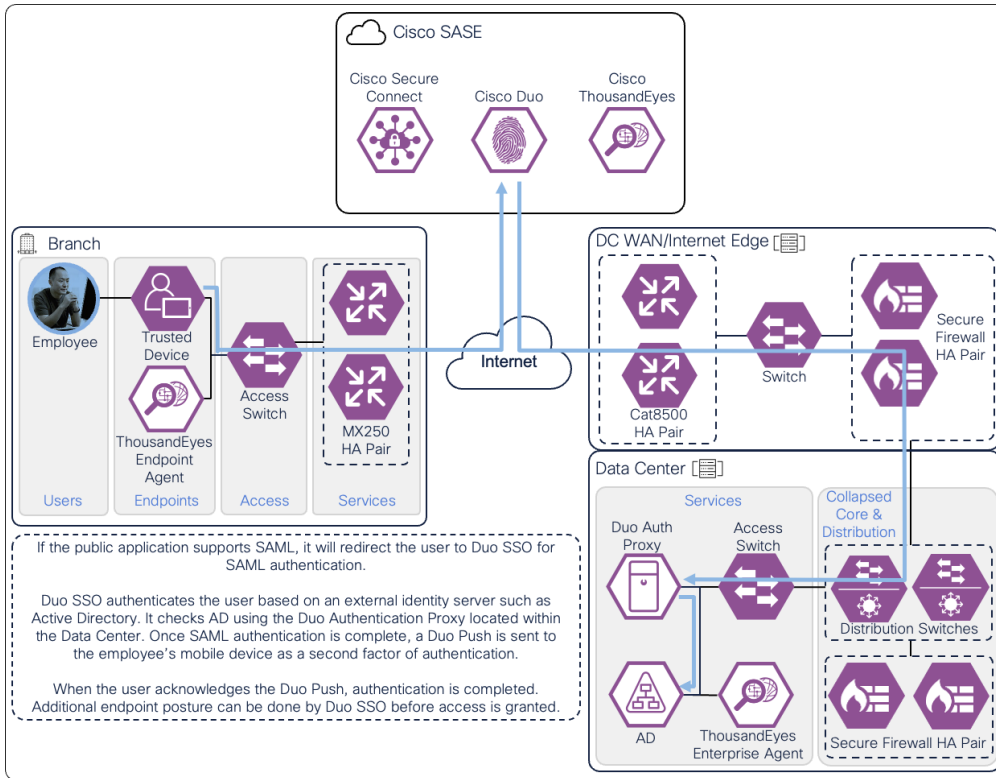 Cisco SASE
Cisco Secure
Connect
Cisco Duo
Cisco
ThousandEyes
Branch
Employee
Trusted
Device
ThousandEyes
Endpoint
Agent
Access
Switch
MX250
HA Pair
Users
Endpoints
Access
Services
Internet
DC WAN/Internet Edge
Cat8500
HA Pair
Switch
Secure
Firewall
HA Pair
If the public application supports SAML, it will redirect the user to Duo SSO for
SAML authentication.
Duo SSO authenticates the user based on an external identity server such as
Active Directory. It checks AD using the Duo Authentication Proxy located within
the Data Center. Once SAML authentication is complete, a Duo Push is sent to
the employee's mobile device as a second factor of authentication.
When the user acknowledges the Duo Push, authentication is completed.
Additional endpoint posture can be done by Duo SSO before access is granted.
Data Center
Services
Duo Auth
Proxy
Access
Switch
AD
ThousandEyes
Enterprise Agent
Collapsed
Core &
Distribution
Distribution Switches
Secure Firewall HA Pair